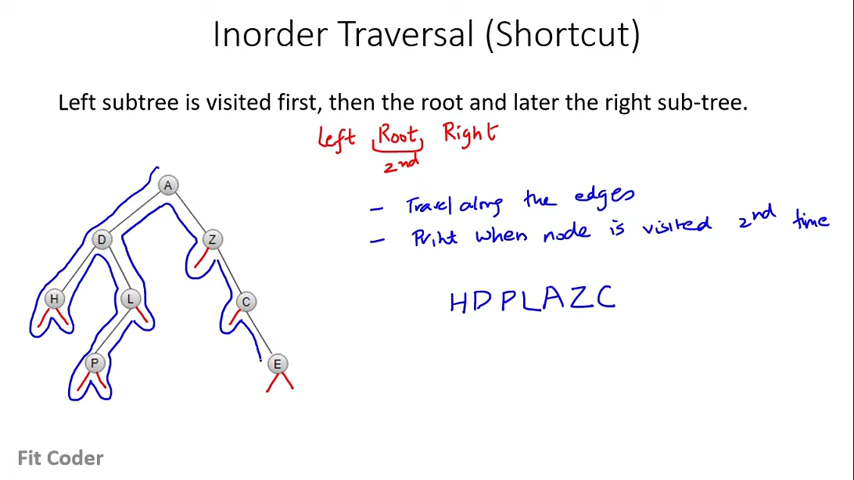 Inorder Traversal (Shortcut)
Left subtree is visited first, then the root and later the right sub-tree.
Left Root Right
2nd
- Travel along the edges
- Print when node is visited 2nd time
HDPLAZC
A
D
Z
H
L
C
P
E
Fit Coder